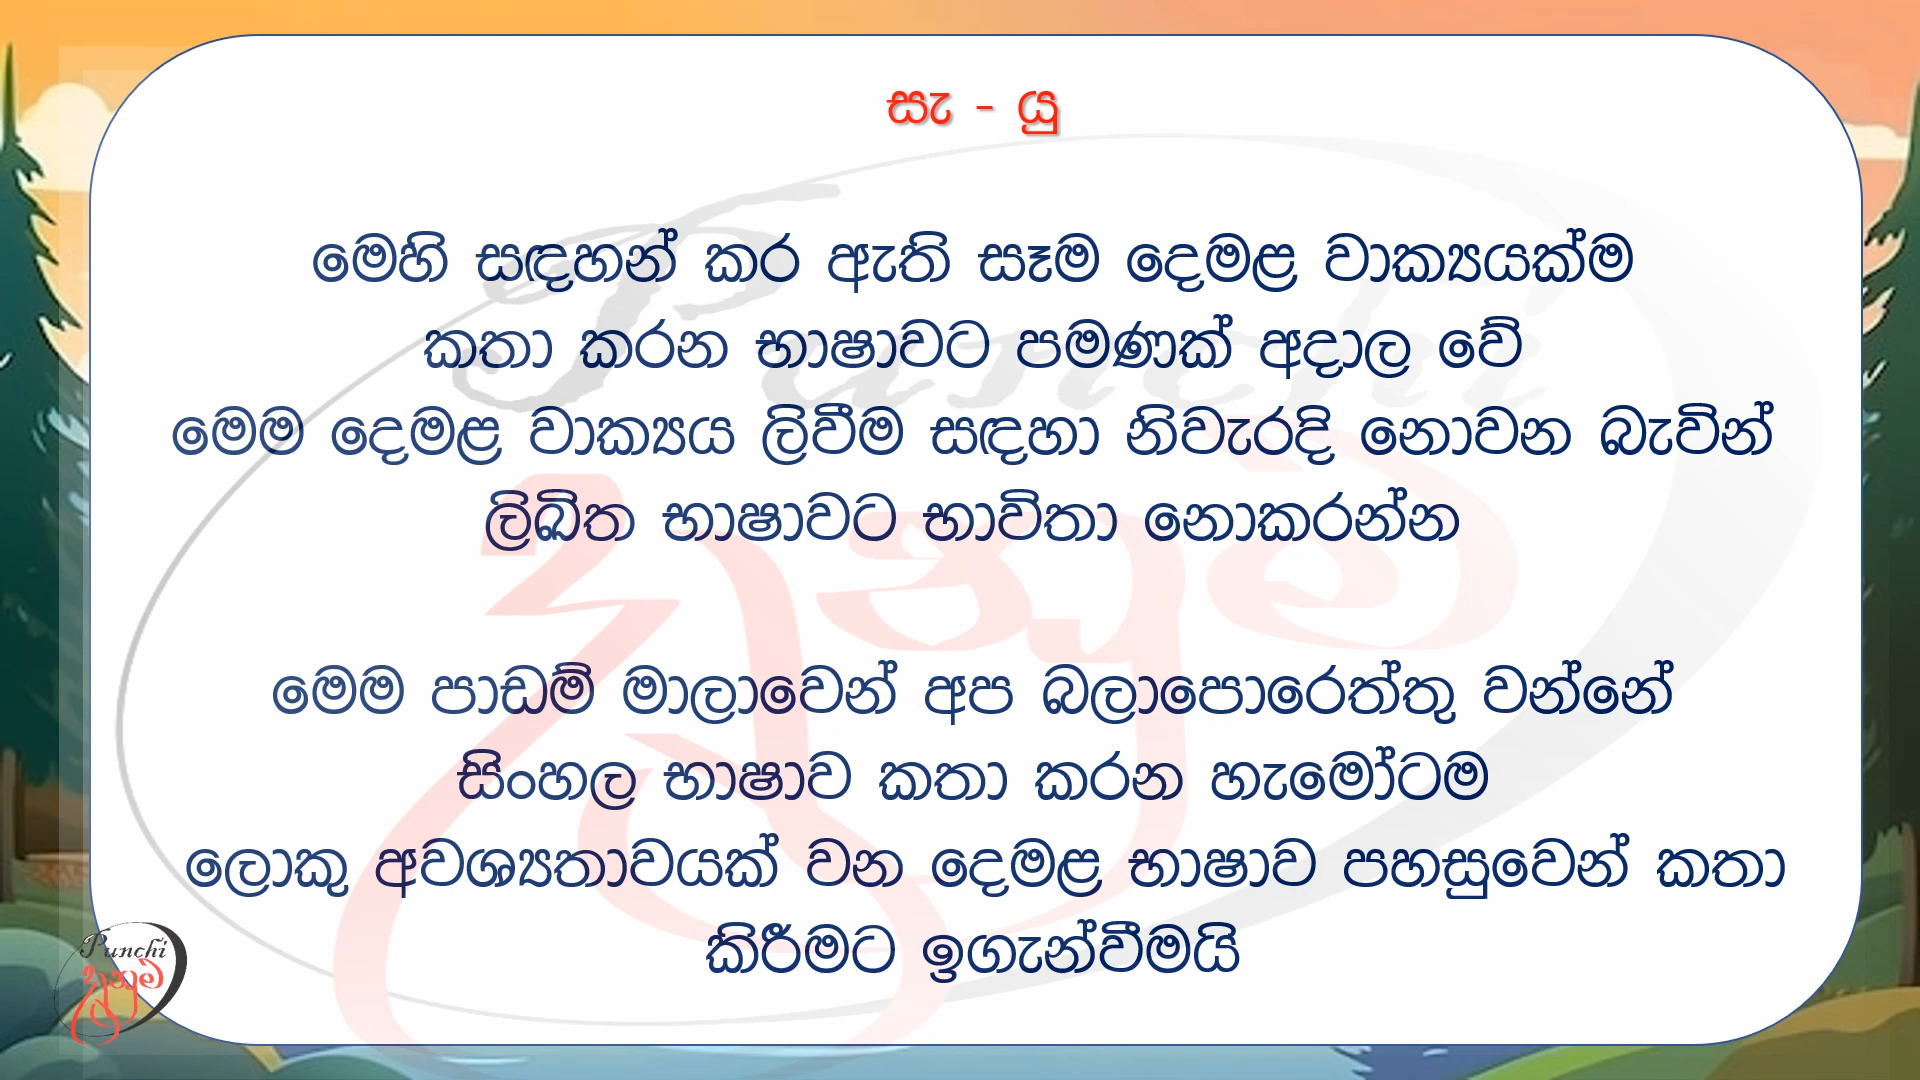 සැ - යු
මෙහි සඳහන් කර ඇති සෑම දෙමළ වාක්‍යයක්ම
කතා කරන භාෂාවට පමණක් අදාල වේ
මෙම දෙමළ වාක්‍යය ලිවීම සඳහා නිවැරදි නොවන බැවින්
ලිඛිත භාෂාවට භාවිතා නොකරන්න
මෙම පාඩම් මාලාවෙන් අප බලාපොරොත්තු වන්නේ
සිංහල භාෂාව කතා කරන හැමෝටම
ලොකු අවශ්‍යතාවයක් වන දෙමළ භාෂාව පහසුවෙන් කතා
කිරීමට ඉගැන්වීමයි
Punchi
දැනුම